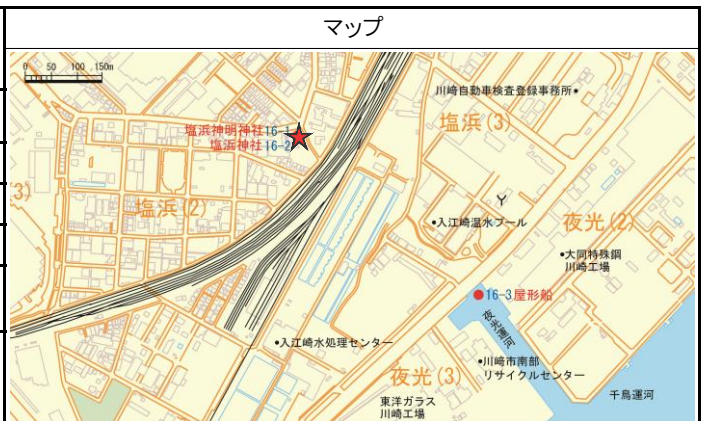 マップ
0 50 100 150m
川崎自動車検査登録事務所
塩浜神明神社16-1
塩浜(3)
塩浜神社16-2
(3)
塩浜(2)
入江崎温水プール
夜光(2)
大同特殊鋼
川崎工場
16-3屋形船
夜光運河
入江崎水処理センター
川崎市南部
リサイクルセンター
夜光(3)
千鳥運河
東洋ガラス
川崎工場